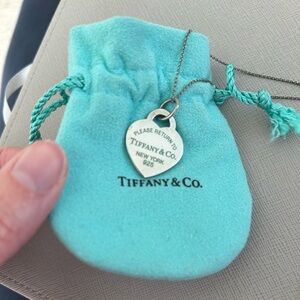 PLEASE RETURN TO
TIFFANY & CO.
NEW YORK
925
TIFFANY & CO.